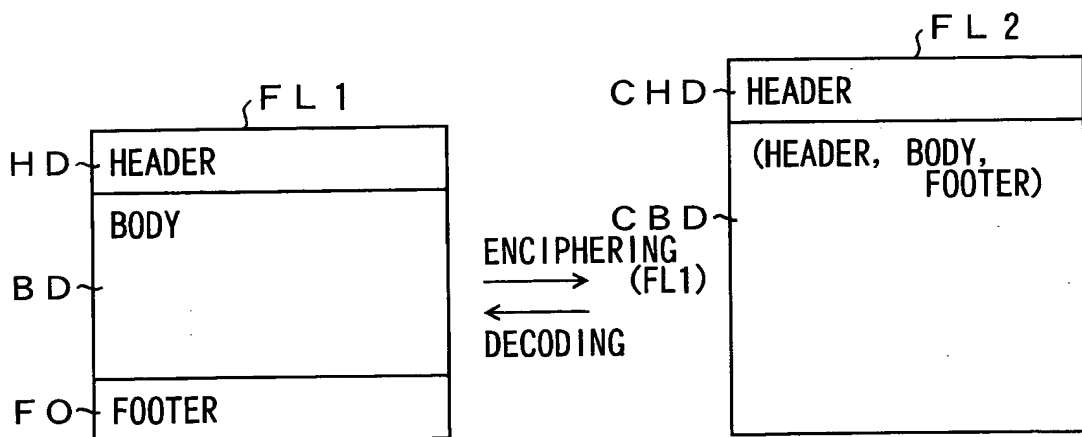 FL1
HD HEADER
BODY
BD
FO FOOTER
ENCIPHERING
DECODING
FL2
CHD HEADER
(HEADER, BODY,
FOOTER)
CBD
(FL1)